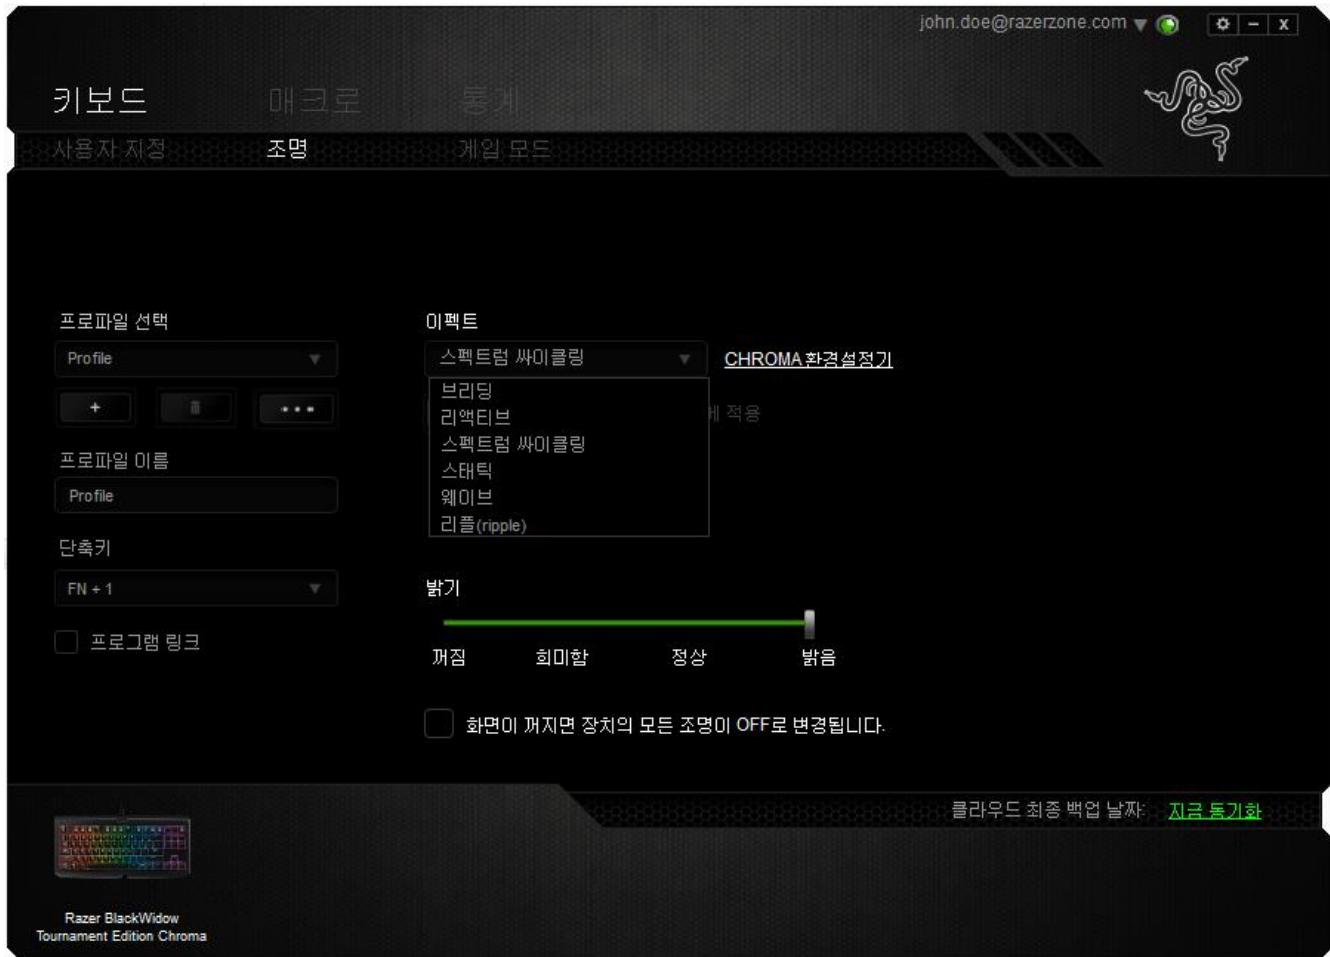 john.doe@razerzone.com
키보드 매크로 통계
사용자 지정 조명 게임 모드
프로파일 선택
Profile
프로파일 이름
Profile
단축키
FN + 1
프로그램 링크
이펙트
스펙트럼 싸이클링
CHROMA 환경설정기
브리딩
리액티브
스펙트럼 싸이클링
스태틱
웨이브
리플(ripple)
적용
밝기
꺼짐 희미함 정상 밝음
화면이 꺼지면 장치의 모든 조명이 OFF로 변경됩니다.
클라우드 최종 백업 날짜: 지금 동기화
Razer BlackWidow
Tournament Edition Chroma